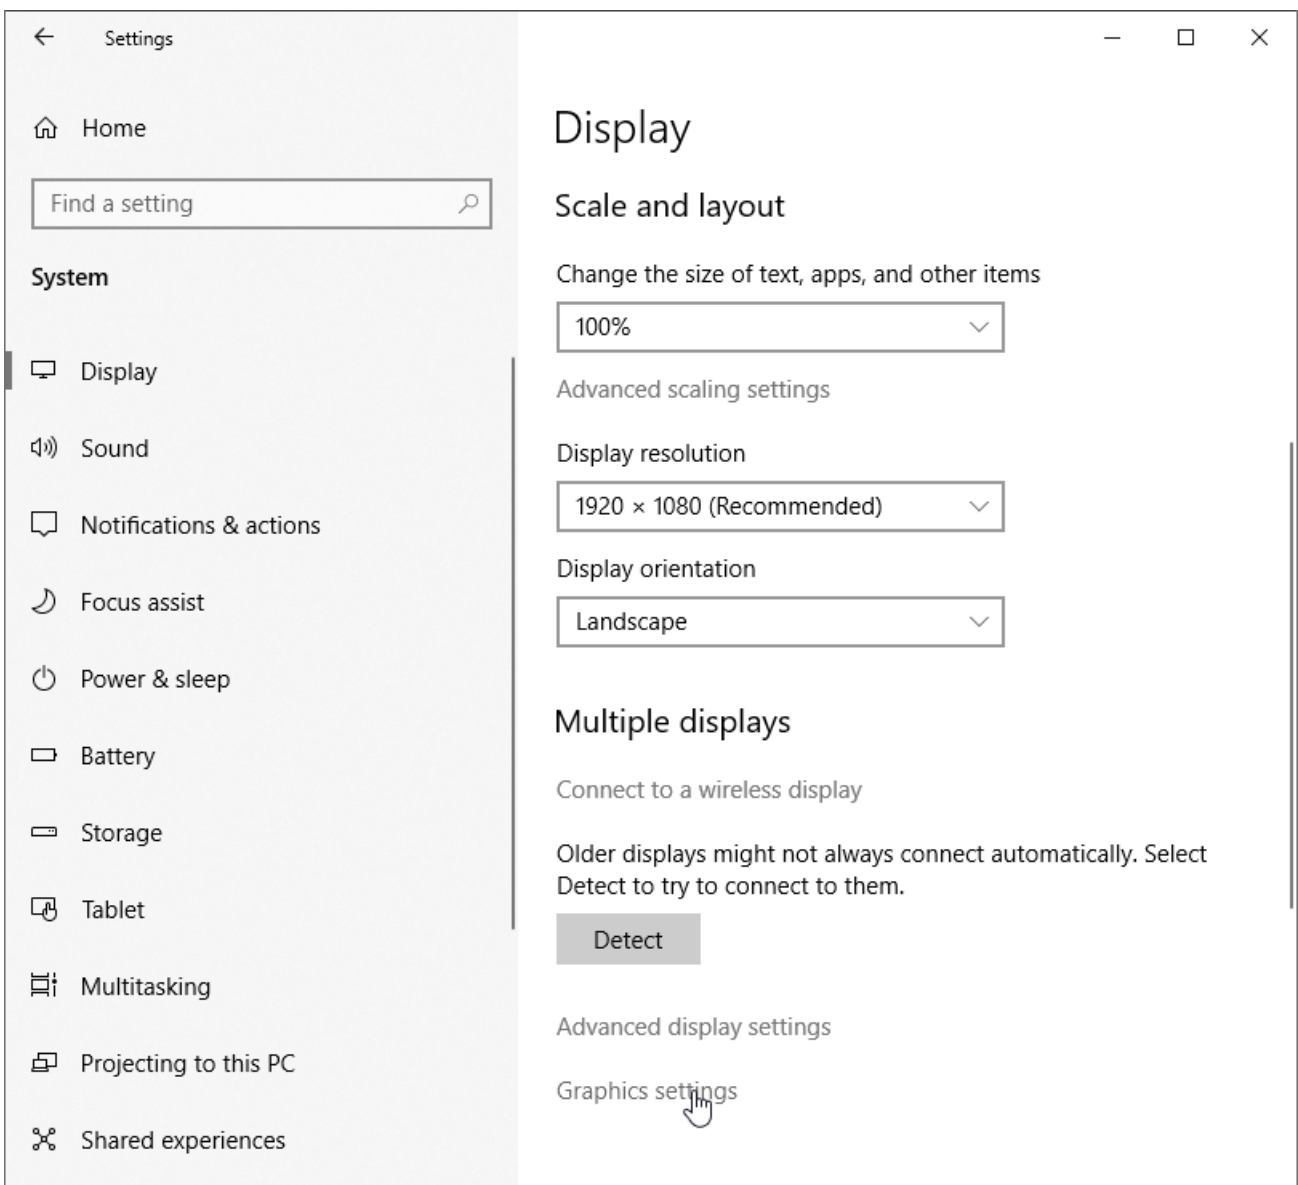 Settings
Home
Find a setting
System
Display
Sound
Notifications & actions
Focus assist
Power & sleep
Battery
Storage
Tablet
Multitasking
Projecting to this PC
Shared experiences
Display
Scale and layout
Change the size of text, apps, and other items
100%
Advanced scaling settings
Display resolution
1920 × 1080 (Recommended)
Display orientation
Landscape
Multiple displays
Connect to a wireless display
Older displays might not always connect automatically. Select
Detect to try to connect to them.
Detect
Advanced display settings
Graphics settings